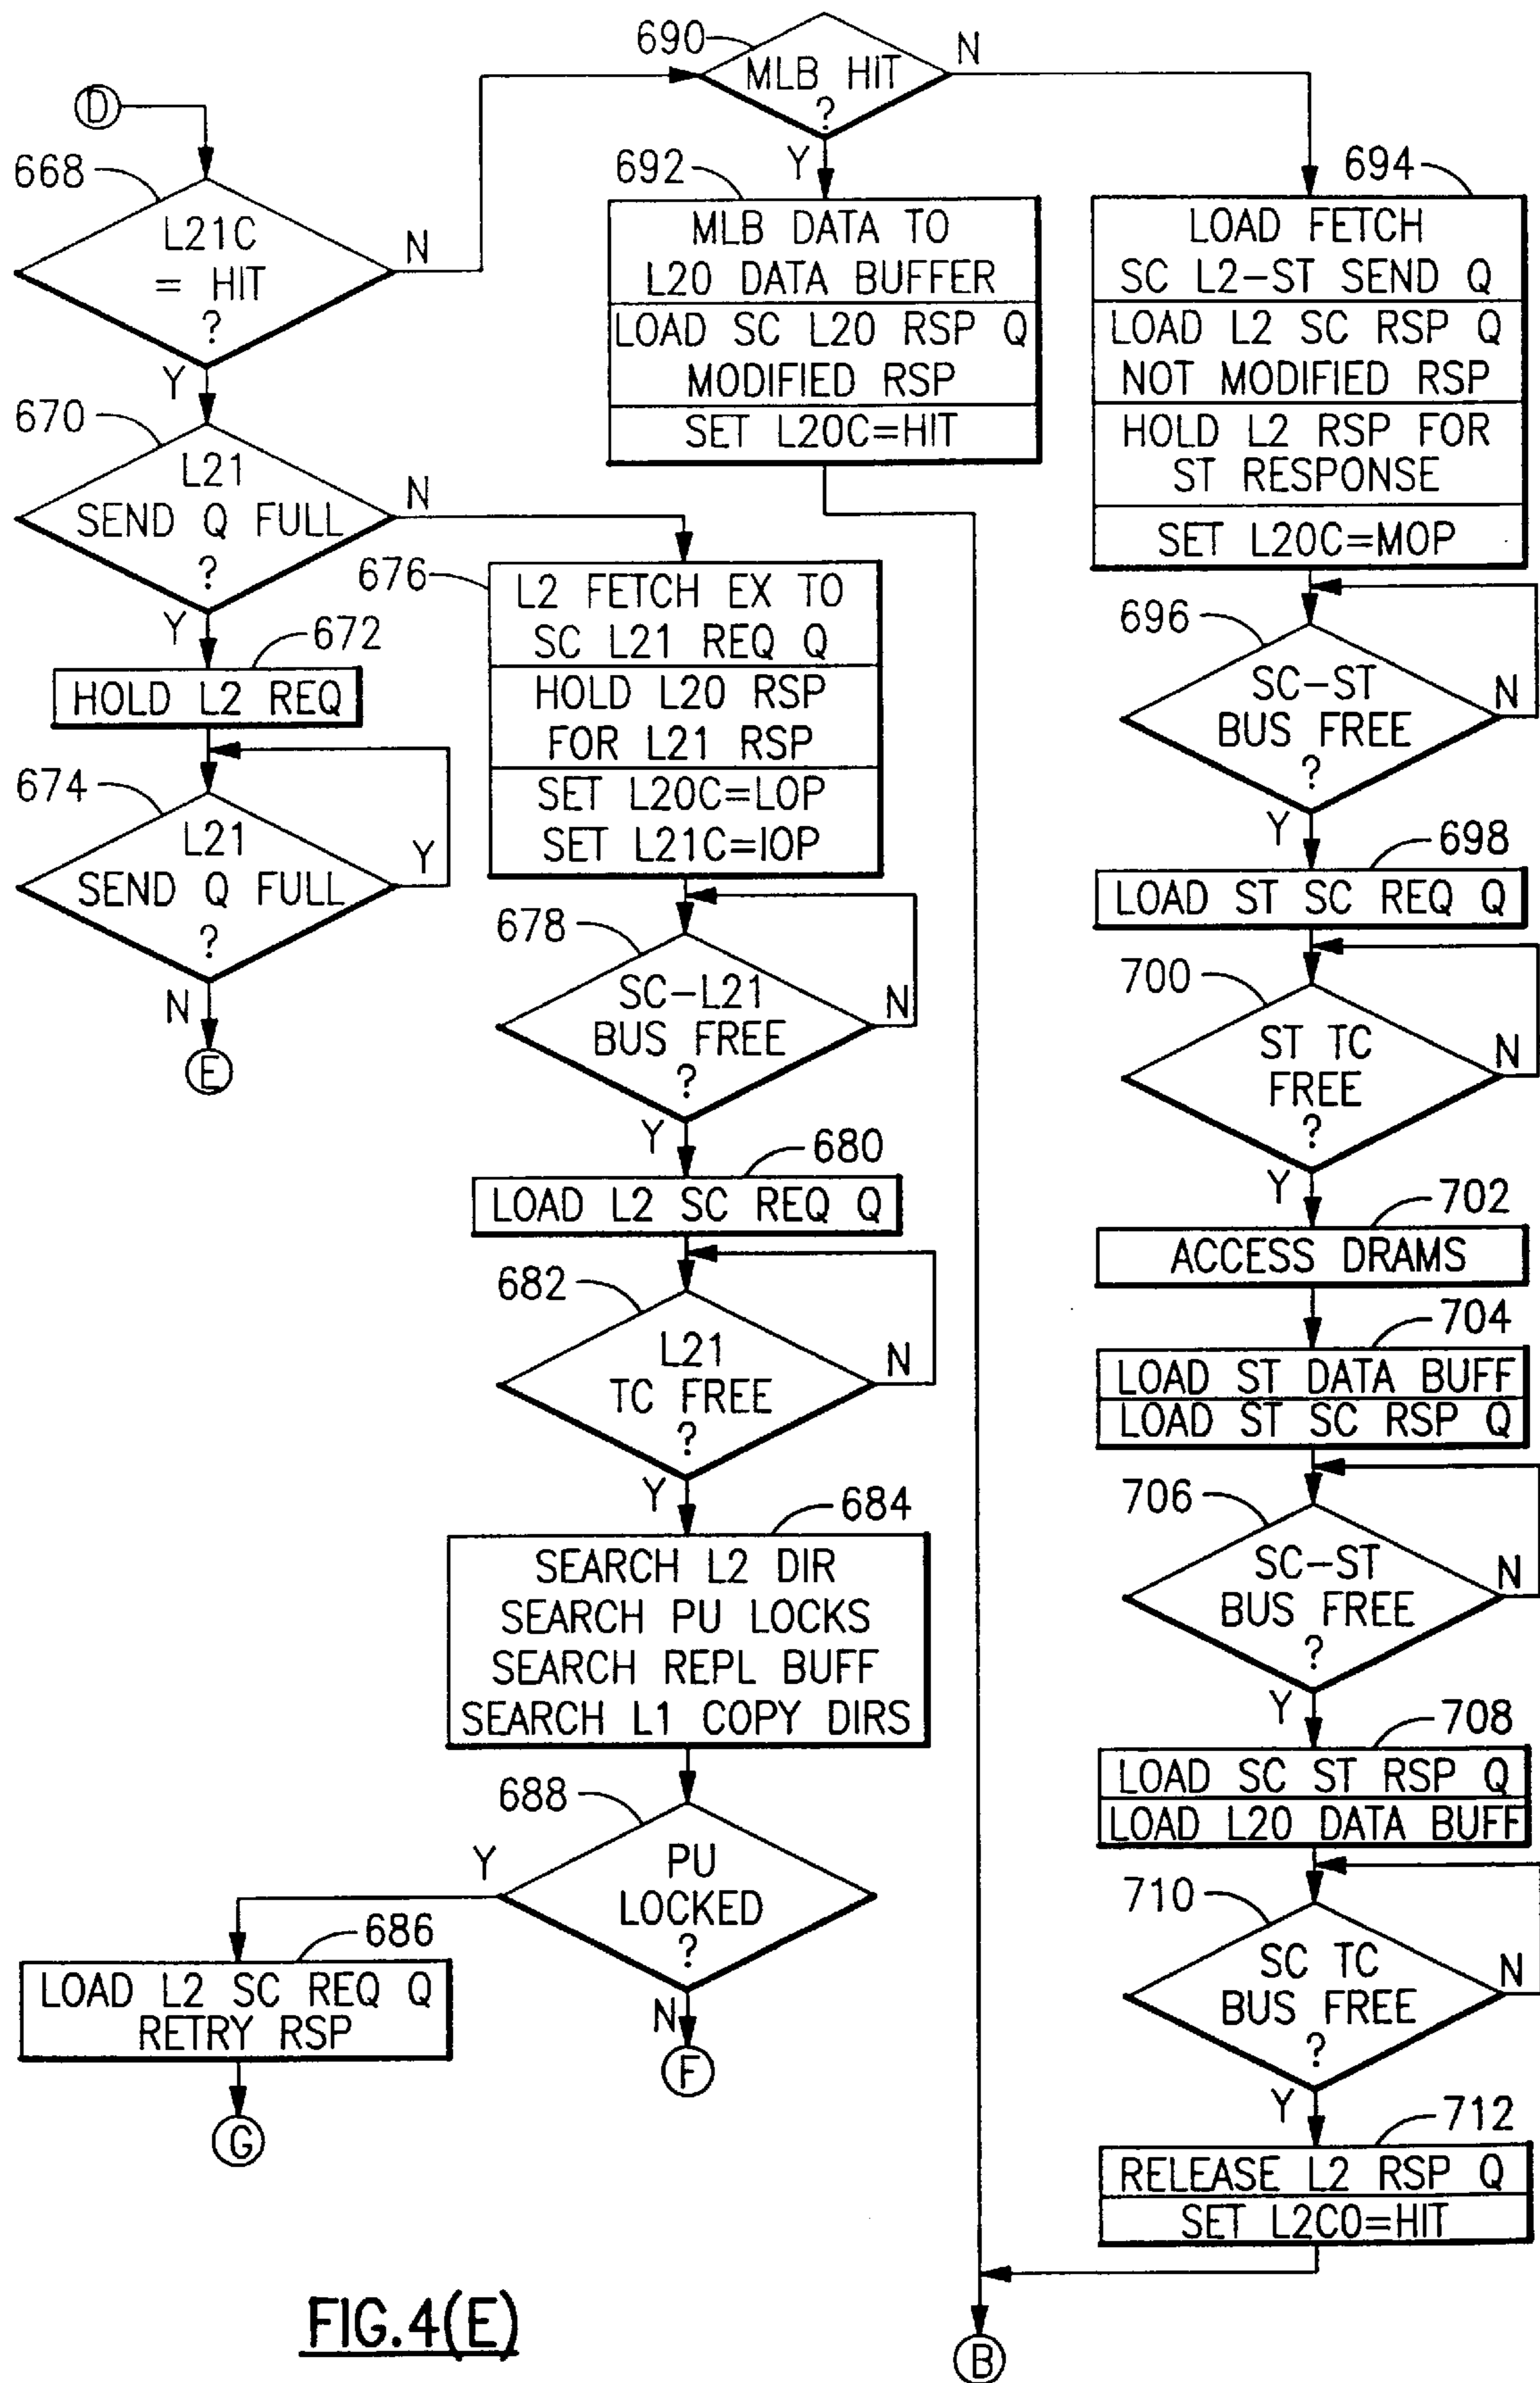 D
668
L21C
= HIT
?
N
Y
670
L21
SEND Q FULL
?
N
Y
672
HOLD L2 REQ
674
L21
SEND Q FULL
?
Y
N
E
676
L2 FETCH EX TO
SC L21 REQ Q
HOLD L20 RSP
FOR L21 RSP
SET L20C=LOP
SET L21C=IOP
678
SC-L21
BUS FREE
?
N
Y
680
LOAD L2 SC REQ Q
682
L21
TC FREE
?
N
Y
684
SEARCH L2 DIR
SEARCH PU LOCKS
SEARCH REPL BUFF
SEARCH L1 COPY DIRS
688
PU
LOCKED
?
Y
N
F
686
LOAD L2 SC REQ Q
RETRY RSP
G
690
MLB HIT
?
N
Y
692
MLB DATA TO
L20 DATA BUFFER
LOAD SC L20 RSP Q
MODIFIED RSP
SET L20C=HIT
694
LOAD FETCH
SC L2-ST SEND Q
LOAD L2 SC RSP Q
NOT MODIFIED RSP
HOLD L2 RSP FOR
ST RESPONSE
SET L20C=MOP
696
SC-ST
BUS FREE
?
N
Y
698
LOAD ST SC REQ Q
700
ST TC
FREE
?
N
Y
702
ACCESS DRAMS
704
LOAD ST DATA BUFF
LOAD ST SC RSP Q
706
SC-ST
BUS FREE
?
N
Y
708
LOAD SC ST RSP Q
LOAD L20 DATA BUFF
710
SC TC
BUS FREE
?
N
Y
712
RELEASE L2 RSP Q
SET L2C0=HIT
B
FIG.4(E)